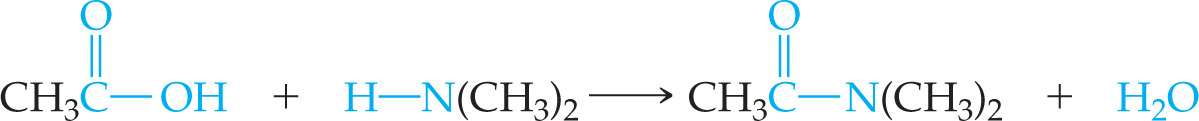 O O
CH₃C—OH + H—N(CH₃)₂ ⟶ CH₃C—N(CH₃)₂ + H₂O